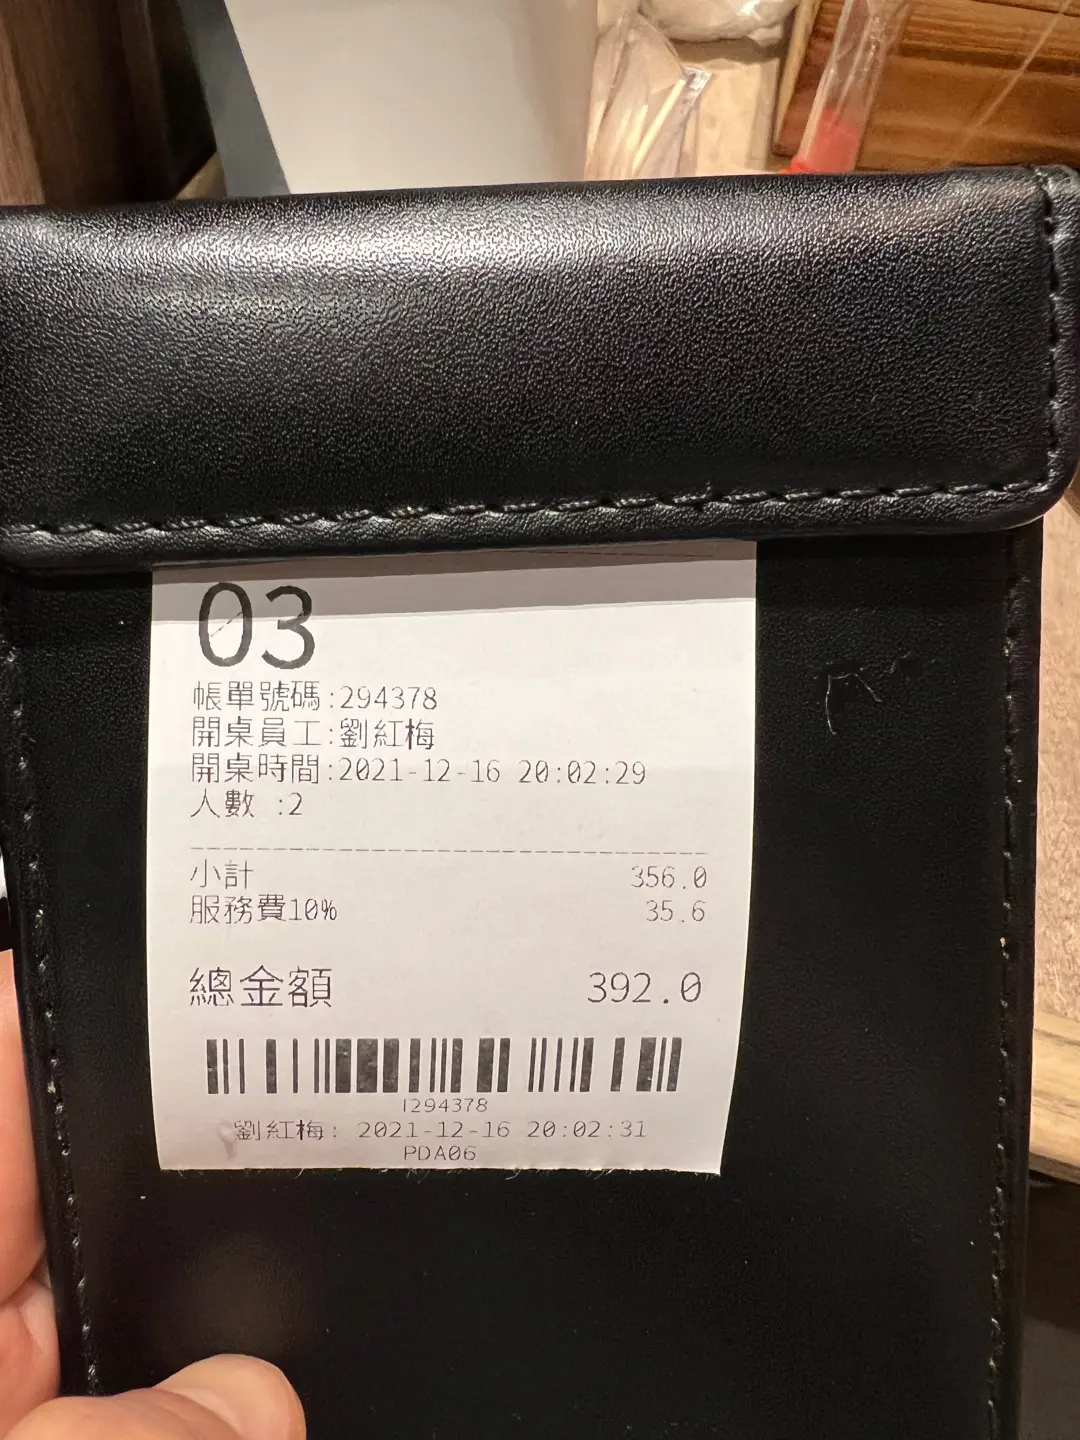 03
帳單號碼:294378
開桌員工:劉紅梅
開桌時間:2021-12-16 20:02:29
人數 :2
小計 356.0
服務費10% 35.6
總金額 392.0
I294378
劉紅梅: 2021-12-16 20:02:31
PDA06